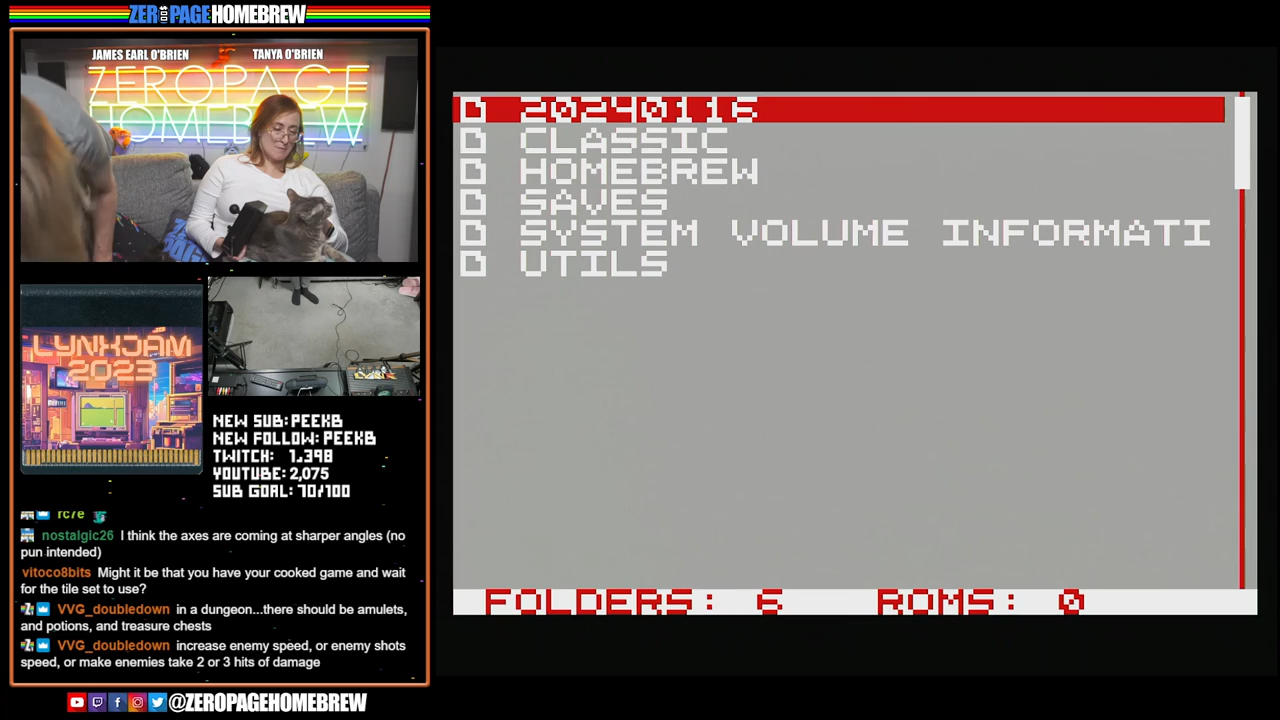 ZEROPAGE HOMEBREW
JAMES EARL O'BRIEN
TANYA O'BRIEN
ZEROPAGE
HOMEBREW
LYNXJAM
2023
NEW SUB: PEEKB
NEW FOLLOW: PEEKB
TWITCH: 1,398
YOUTUBE: 2,075
SUB GOAL: 70/100
rc7e
nostalgic26 I think the axes are coming at sharper angles (no
pun intended)
vitoco8bits Might it be that you have your cooked game and wait
for the tile set to use?
VVG_doubledown in a dungeon...there should be amulets,
and potions, and treasure chests
VVG_doubledown increase enemy speed, or enemy shots
speed, or make enemies take 2 or 3 hits of damage
@ZEROPAGEHOMEBREW
D 20240116
D CLASSIC
D HOMEBREW
D SAVES
D SYSTEM VOLUME INFORMATI
D UTILS
FOLDERS: 6 ROMS: 0